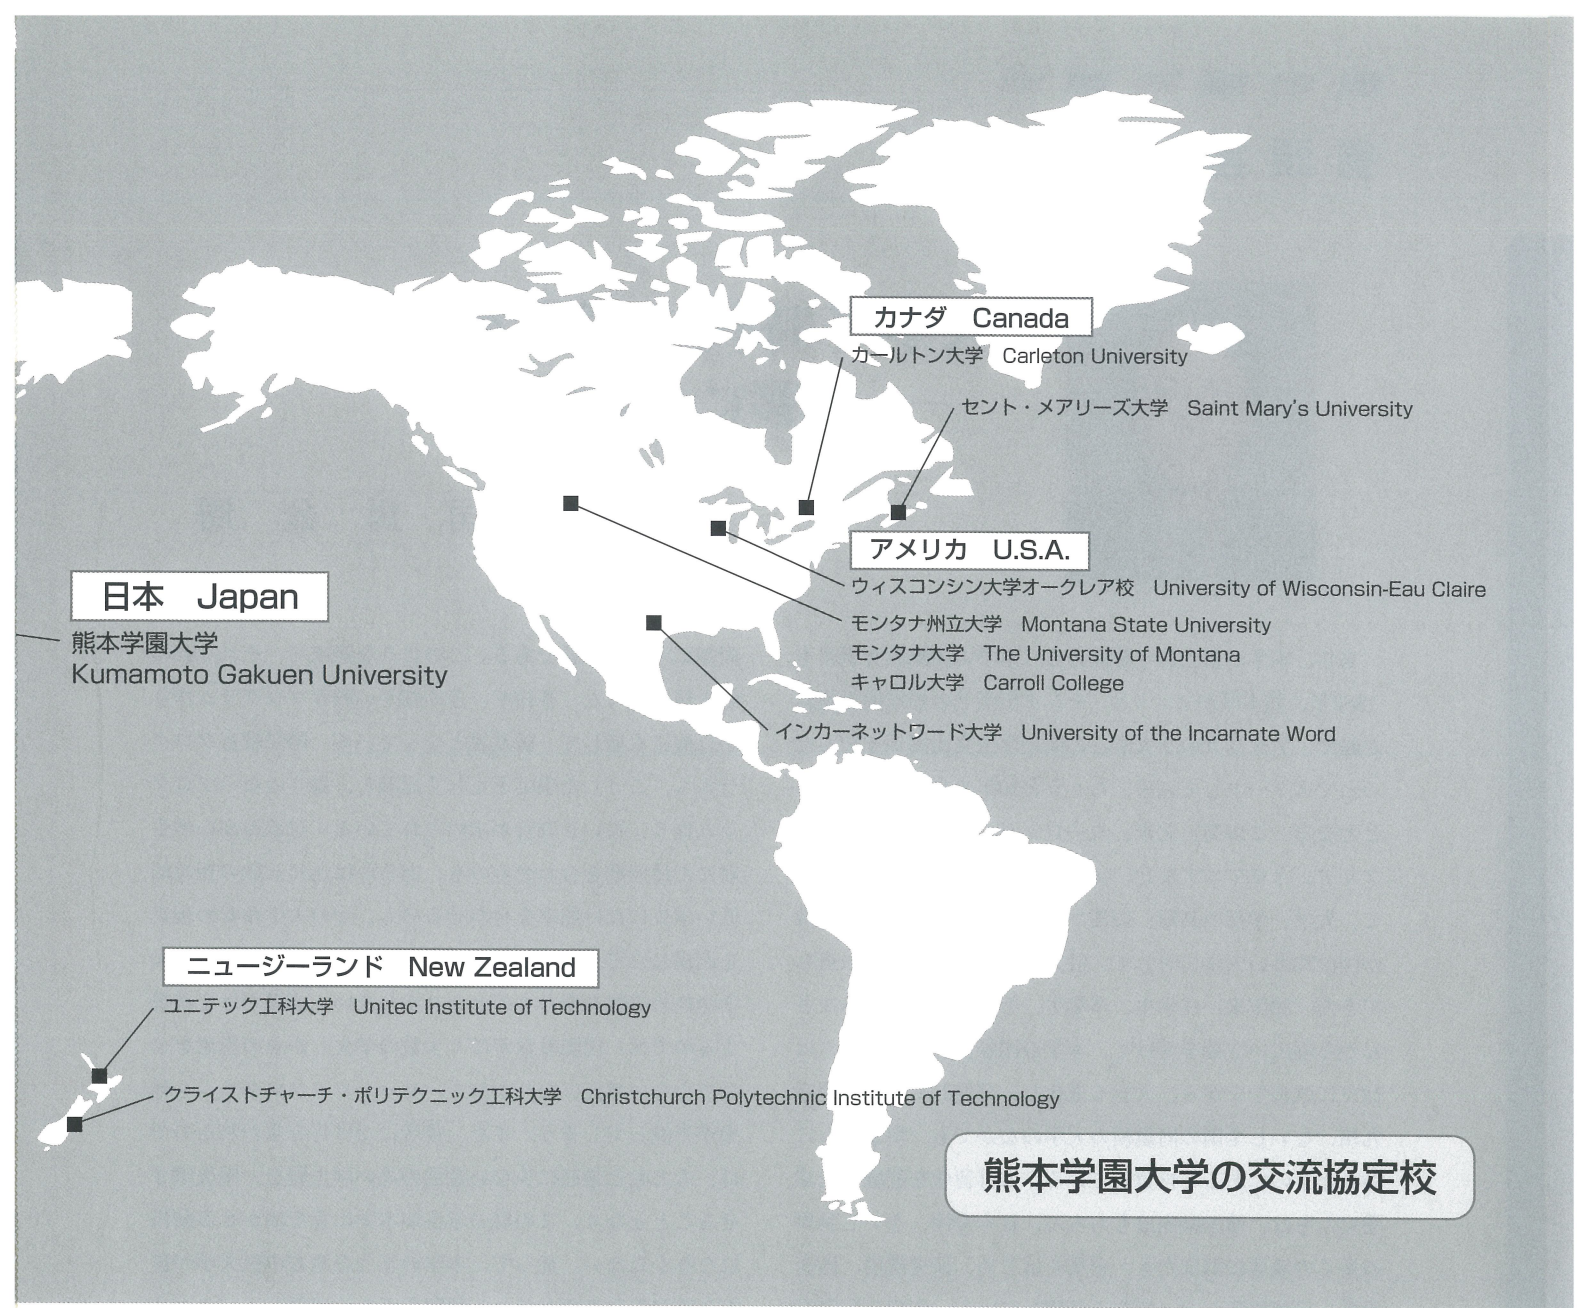 カナダ　Canada
カールトン大学　Carleton University
セント・メアリーズ大学　Saint Mary's University
アメリカ　U.S.A.
ウィスコンシン大学オークレア校　University of Wisconsin-Eau Claire
モンタナ州立大学　Montana State University
モンタナ大学　The University of Montana
キャロル大学　Carroll College
インカーネットワード大学　University of the Incarnate Word
日本　Japan
熊本学園大学
Kumamoto Gakuen University
ニュージーランド　New Zealand
ユニテック工科大学　Unitec Institute of Technology
クライストチャーチ・ポリテクニック工科大学　Christchurch Polytechnic Institute of Technology
熊本学園大学の交流協定校